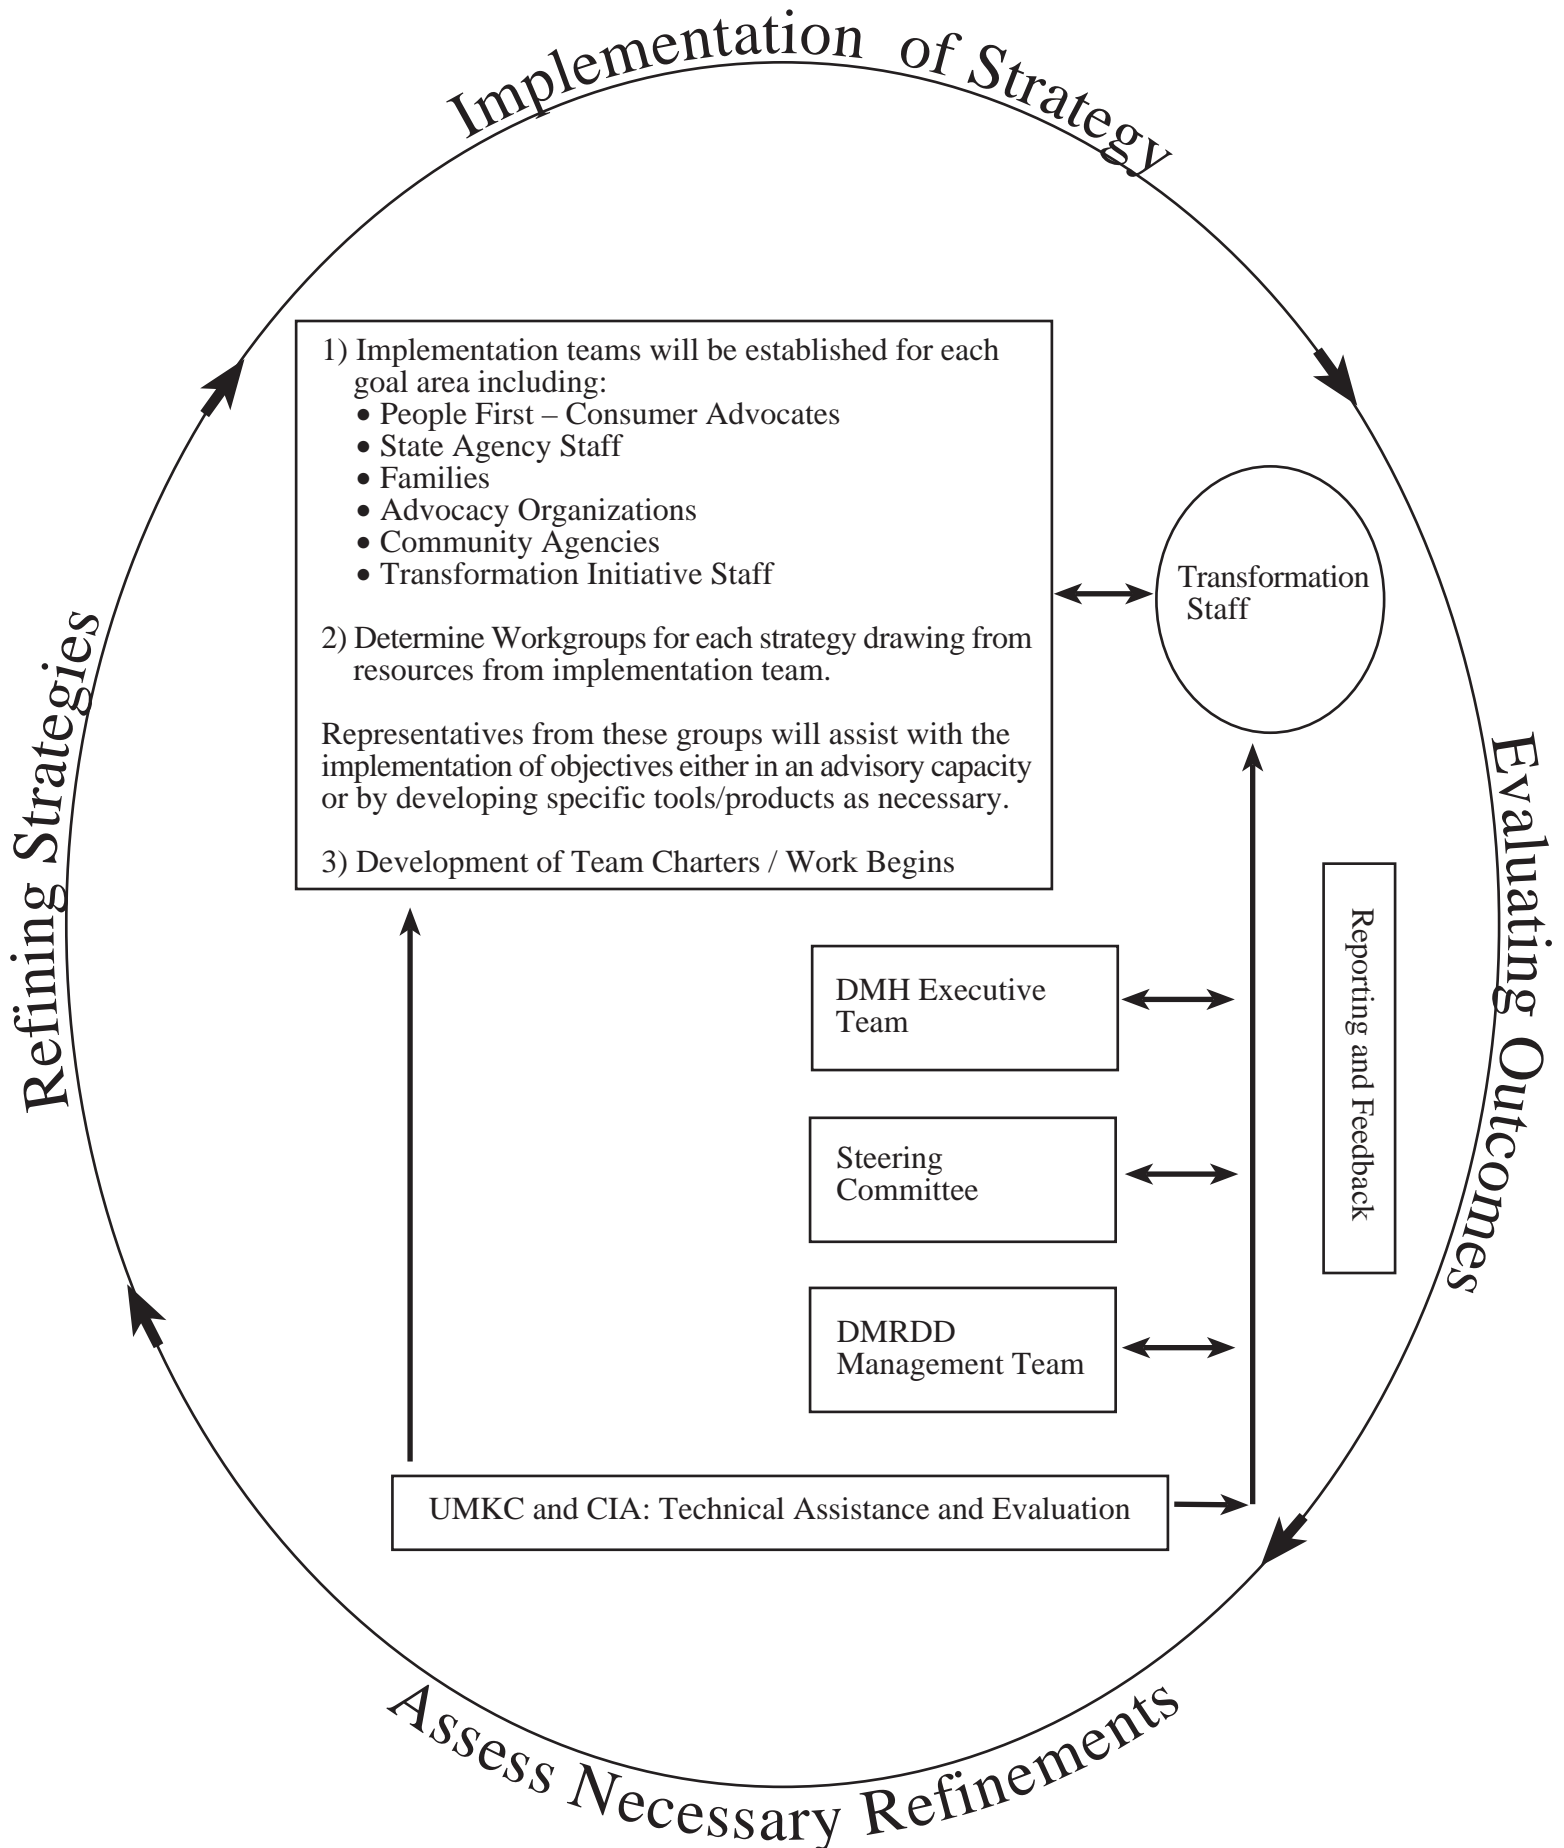 Implementation of Strategy
1) Implementation teams will be established for each
goal area including:
• People First – Consumer Advocates
• State Agency Staff
• Families
• Advocacy Organizations
• Community Agencies
• Transformation Initiative Staff
2) Determine Workgroups for each strategy drawing from
resources from implementation team.
Representatives from these groups will assist with the
implementation of objectives either in an advisory capacity
or by developing specific tools/products as necessary.
3) Development of Team Charters / Work Begins
Transformation
Staff
Evaluating Outcomes
Reporting and Feedback
DMH Executive
Team
Steering
Committee
DMRDD
Management Team
UMKC and CIA: Technical Assistance and Evaluation
Assess Necessary Refinements
Refining Strategies